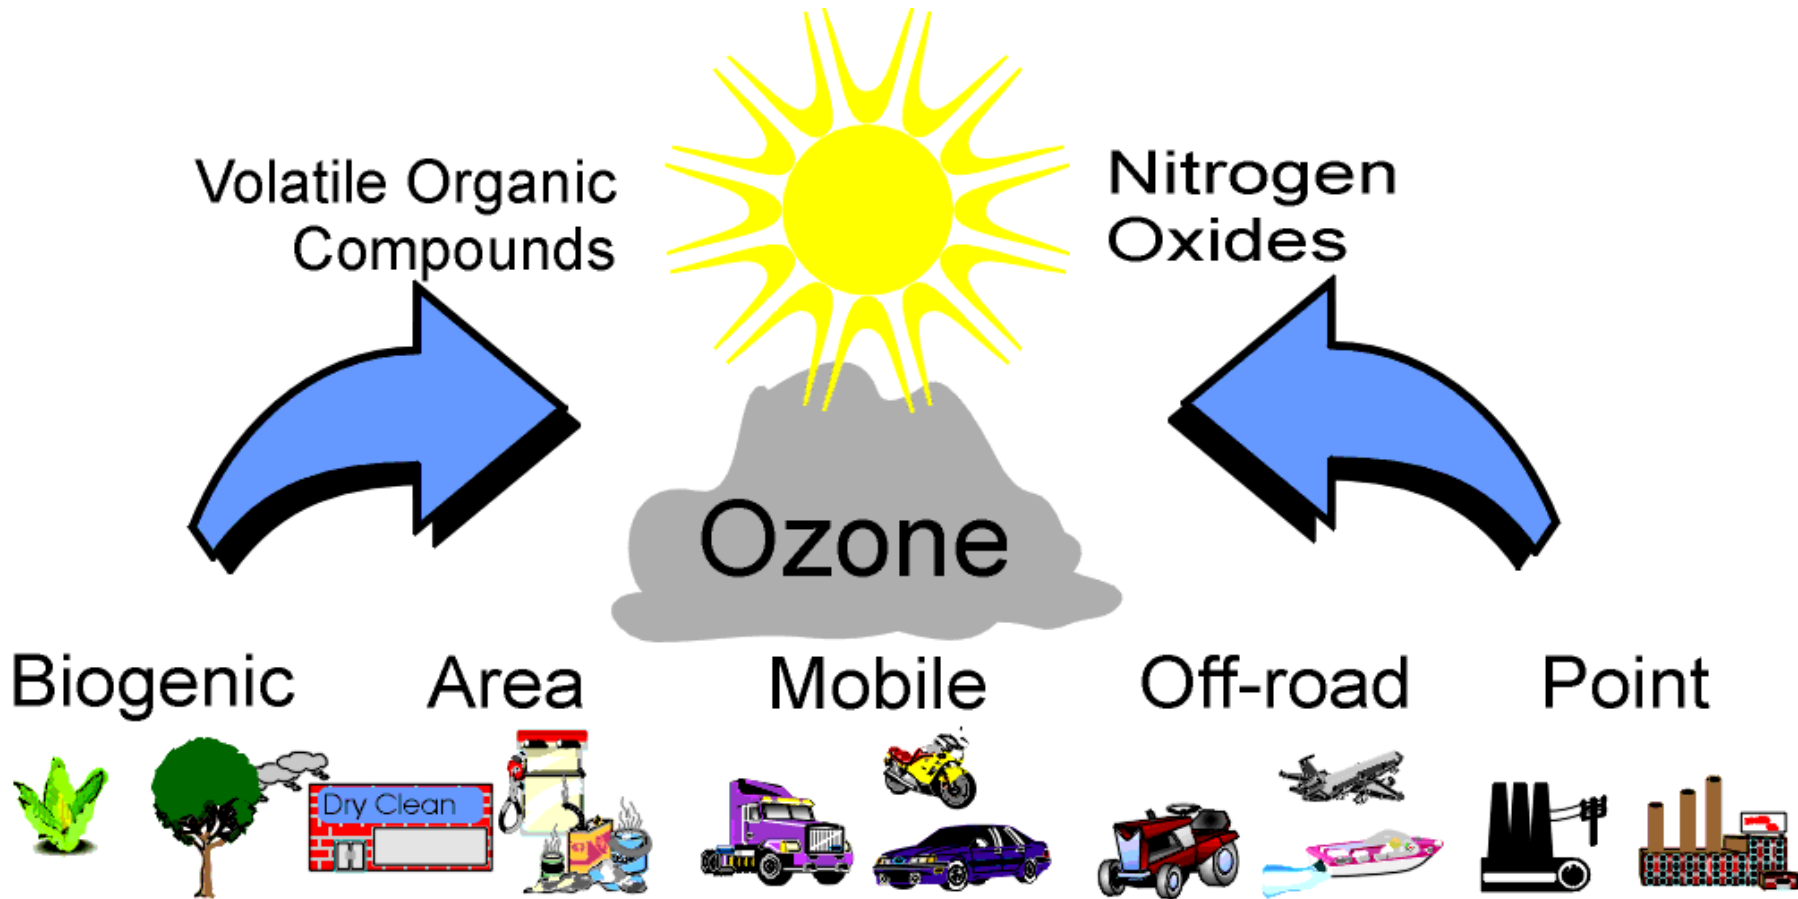 Volatile Organic
Compounds
Nitrogen
Oxides
Ozone
Biogenic
Area
Mobile
Off-road
Point
Dry Clean